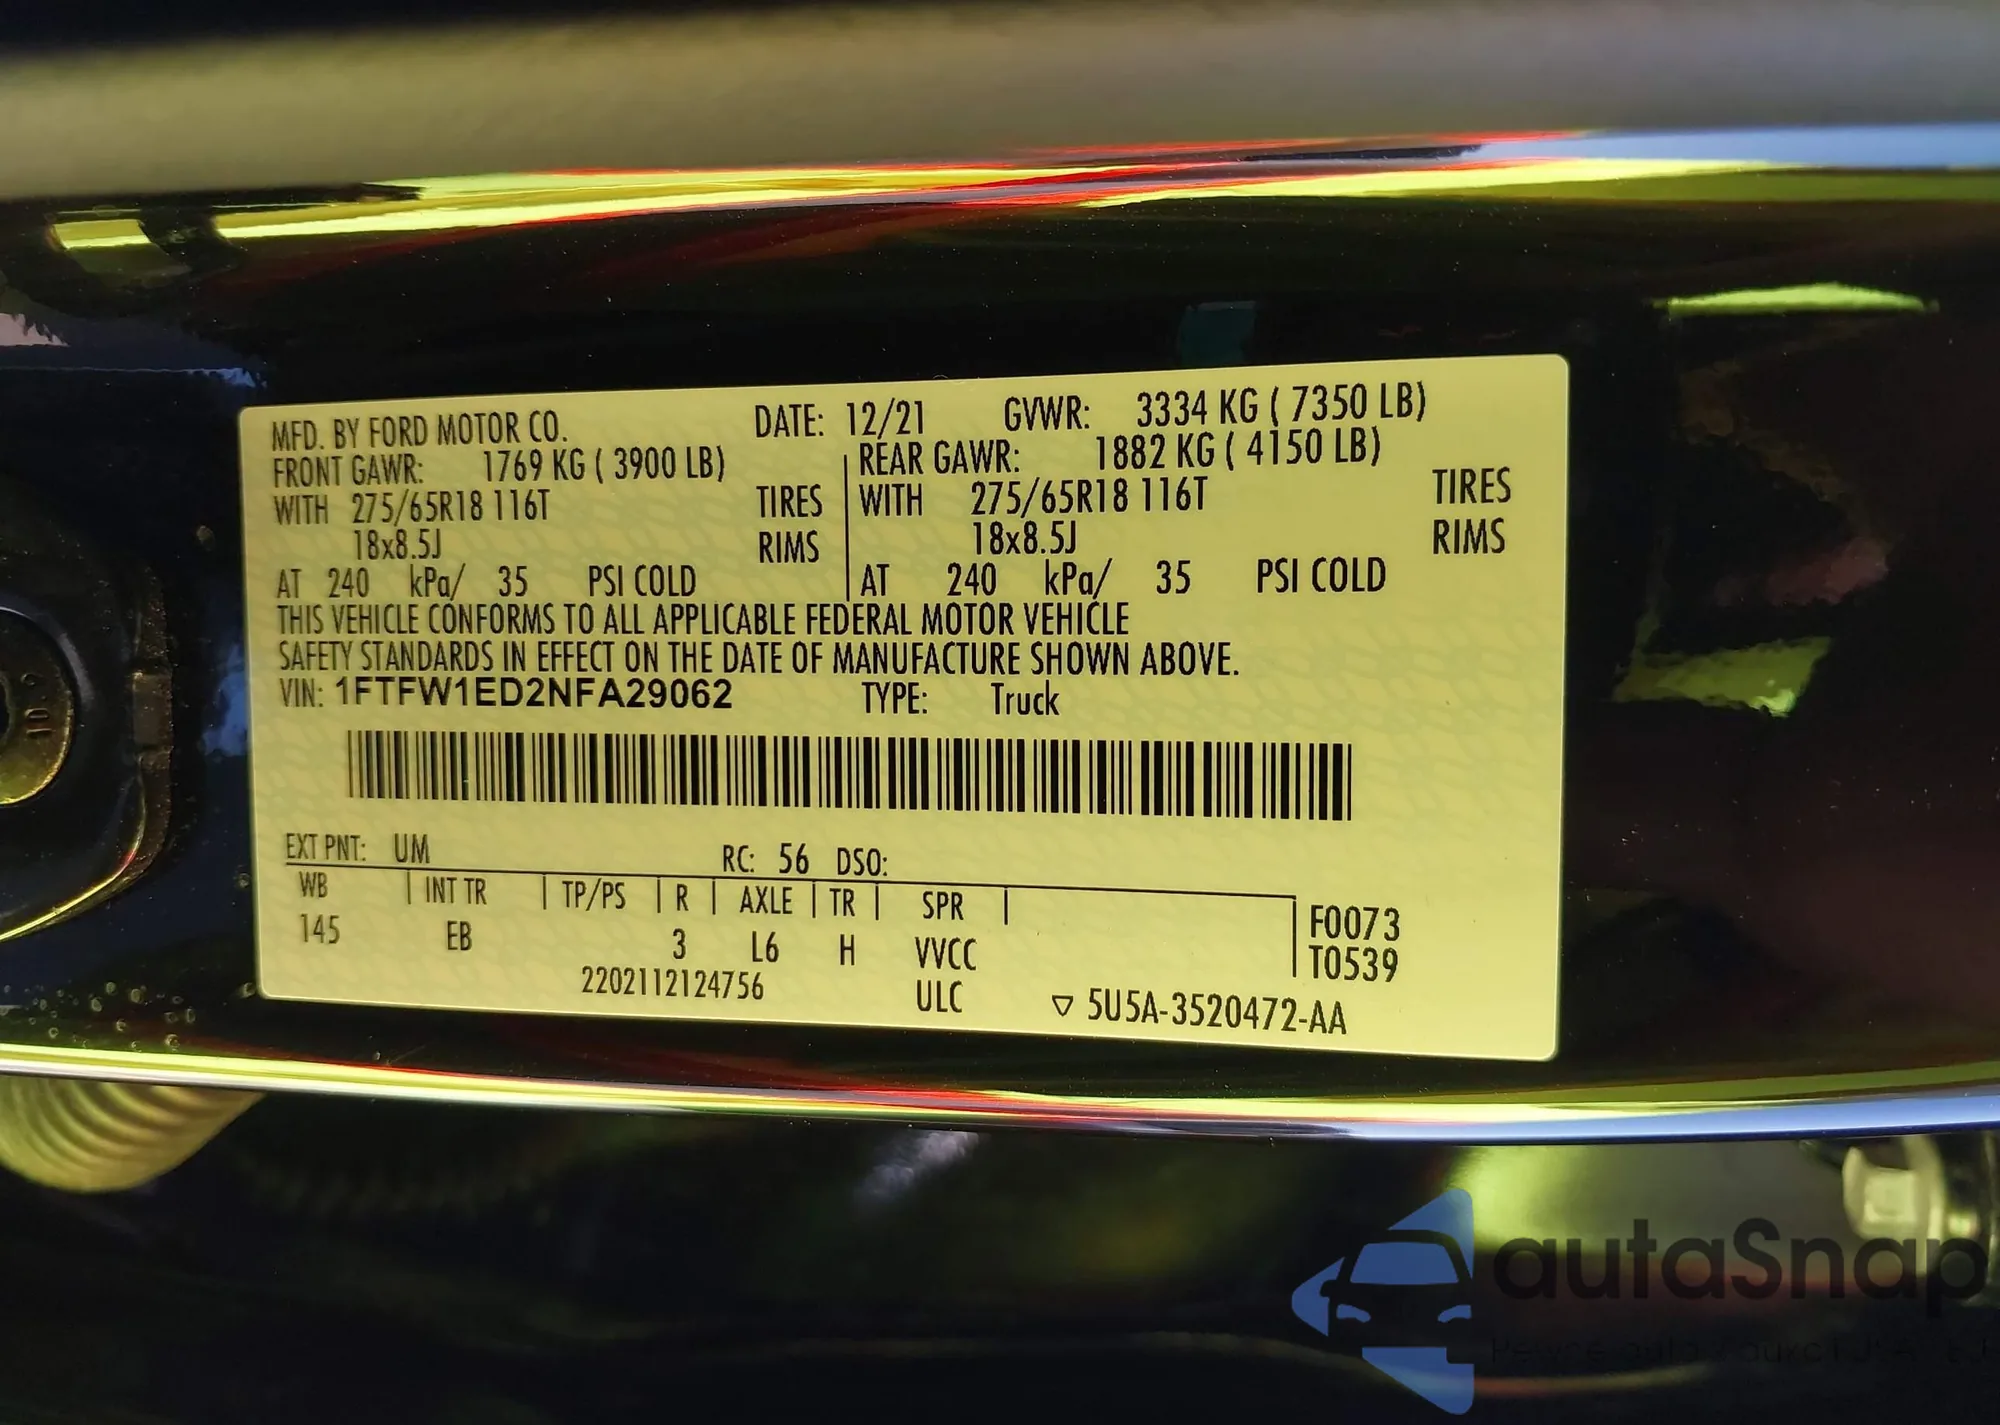 MFD. BY FORD MOTOR CO. DATE: 12/21 GVWR: 3334 KG ( 7350 LB)
FRONT GAWR: 1769 KG ( 3900 LB) REAR GAWR: 1882 KG ( 4150 LB)
WITH 275/65R18 116T TIRES WITH 275/65R18 116T TIRES
18x8.5J RIMS 18x8.5J RIMS
AT 240 kPa/ 35 PSI COLD AT 240 kPa/ 35 PSI COLD
THIS VEHICLE CONFORMS TO ALL APPLICABLE FEDERAL MOTOR VEHICLE
SAFETY STANDARDS IN EFFECT ON THE DATE OF MANUFACTURE SHOWN ABOVE.
VIN: 1FTFW1ED2NFA29062 TYPE: Truck
EXT PNT: UM RC: 56 DSO:
WB INT TR TP/PS R AXLE TR SPR
145 EB 3 L6 H VVCC
F0073
T0539
2202112124756 ULC ▽ 5U5A-3520472-AA
autaSnap